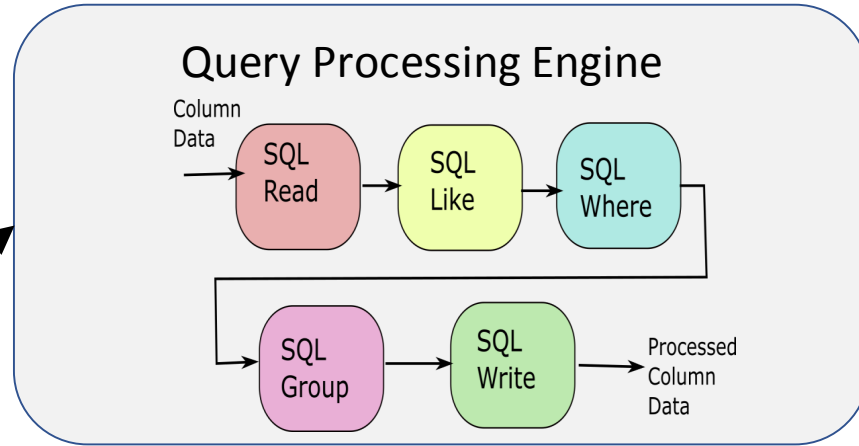 Query Processing Engine
Column
Data
SQL
Read
SQL
Like
SQL
Where
SQL
Group
SQL
Write
Processed
Column
Data